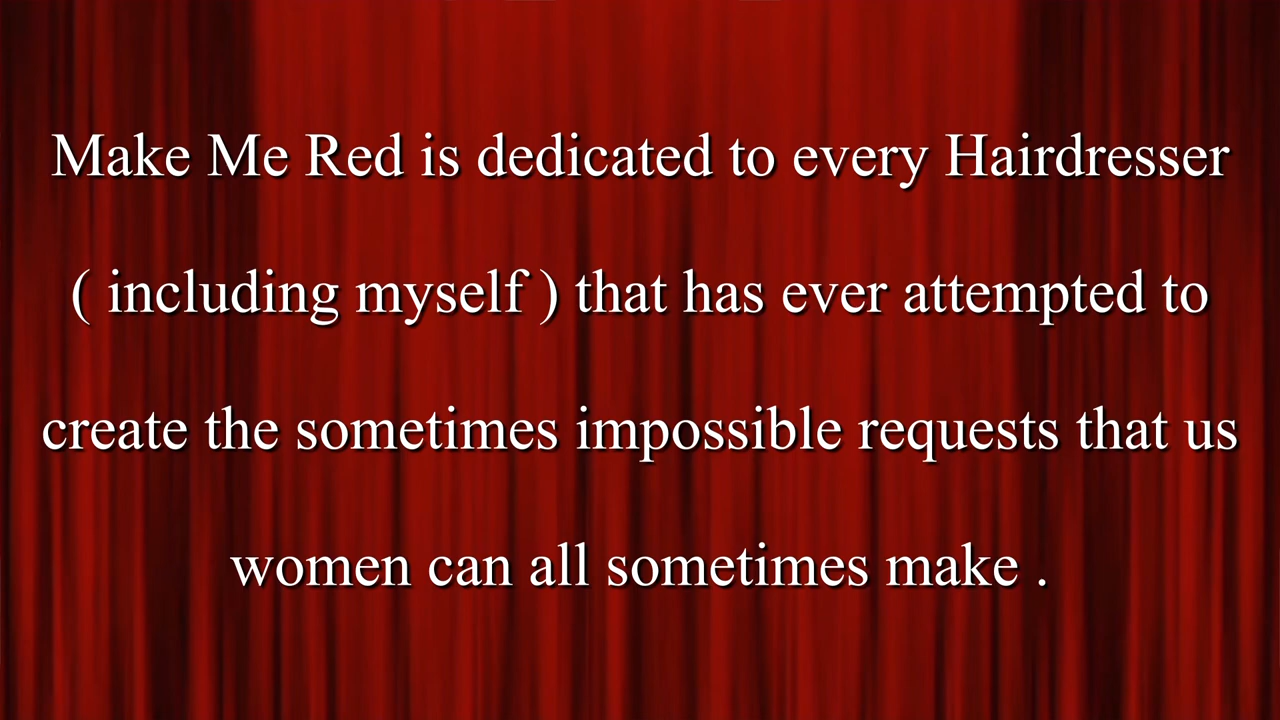 Make Me Red is dedicated to every Hairdresser
( including myself ) that has ever attempted to
create the sometimes impossible requests that us
women can all sometimes make .